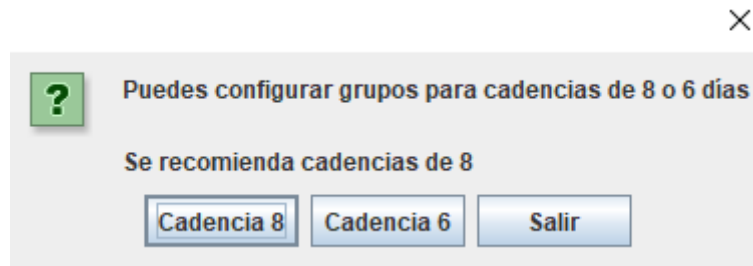 Puedes configurar grupos para cadencias de 8 o 6 días
Se recomienda cadencias de 8
Cadencia 8 Cadencia 6 Salir